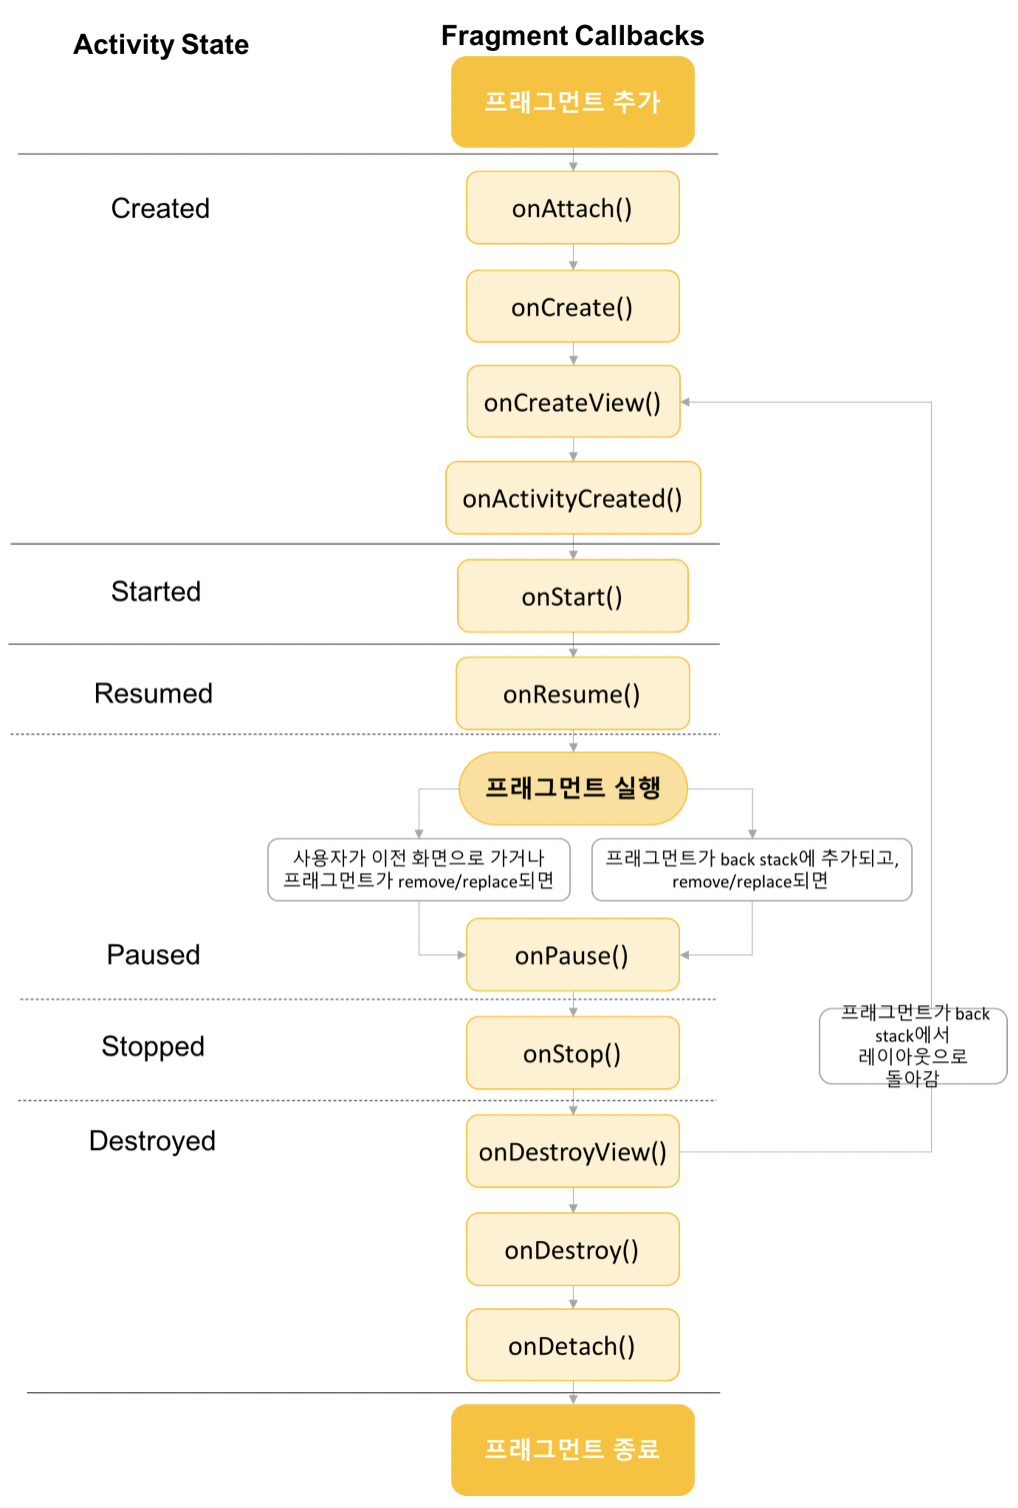 Activity State
Fragment Callbacks
프래그먼트 추가
Created
onAttach()
onCreate()
onCreateView()
onActivityCreated()
Started
onStart()
Resumed
onResume()
프래그먼트 실행
사용자가 이전 화면으로 가거나
프래그먼트가 remove/replace되면
프래그먼트가 back stack에 추가되고,
remove/replace되면
Paused
onPause()
프래그먼트가 back
stack에서
레이아웃으로
돌아감
Stopped
onStop()
Destroyed
onDestroyView()
onDestroy()
onDetach()
프래그먼트 종료